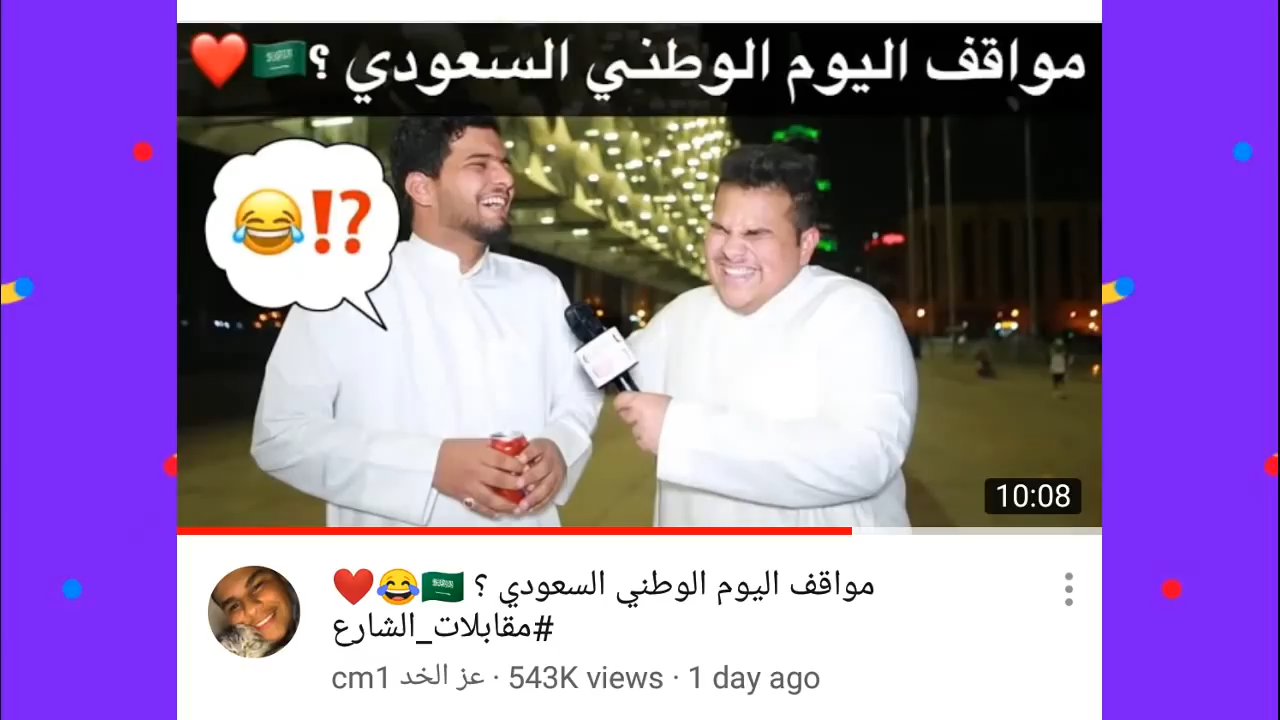 مواقف اليوم الوطني السعودي ؟🇸🇦❤️
😂⁉️
10:08
مواقف اليوم الوطني السعودي ؟ 🇸🇦😂❤️
#مقابلات_الشارع
عز الخد cm1 · 543K views · 1 day ago